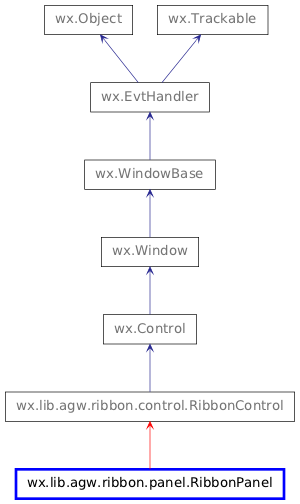 wx.Object
wx.Trackable
wx.EvtHandler
wx.WindowBase
wx.Window
wx.Control
wx.lib.agw.ribbon.control.RibbonControl
wx.lib.agw.ribbon.panel.RibbonPanel